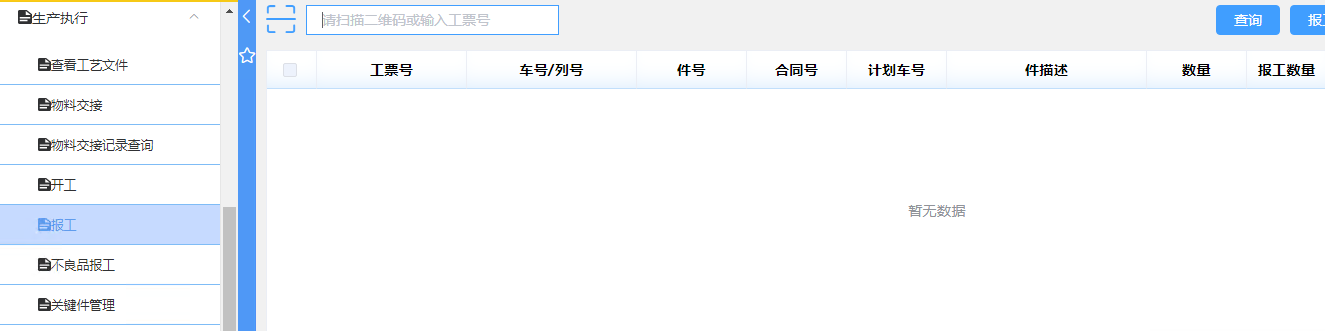 生产执行
查看工艺文件
物料交接
物料交接记录查询
开工
报工
不良品报工
关键件管理
请扫描二维码或输入工票号
查询
报
工票号 车号/列号 件号 合同号 计划车号 件描述 数量 报工数量
暂无数据